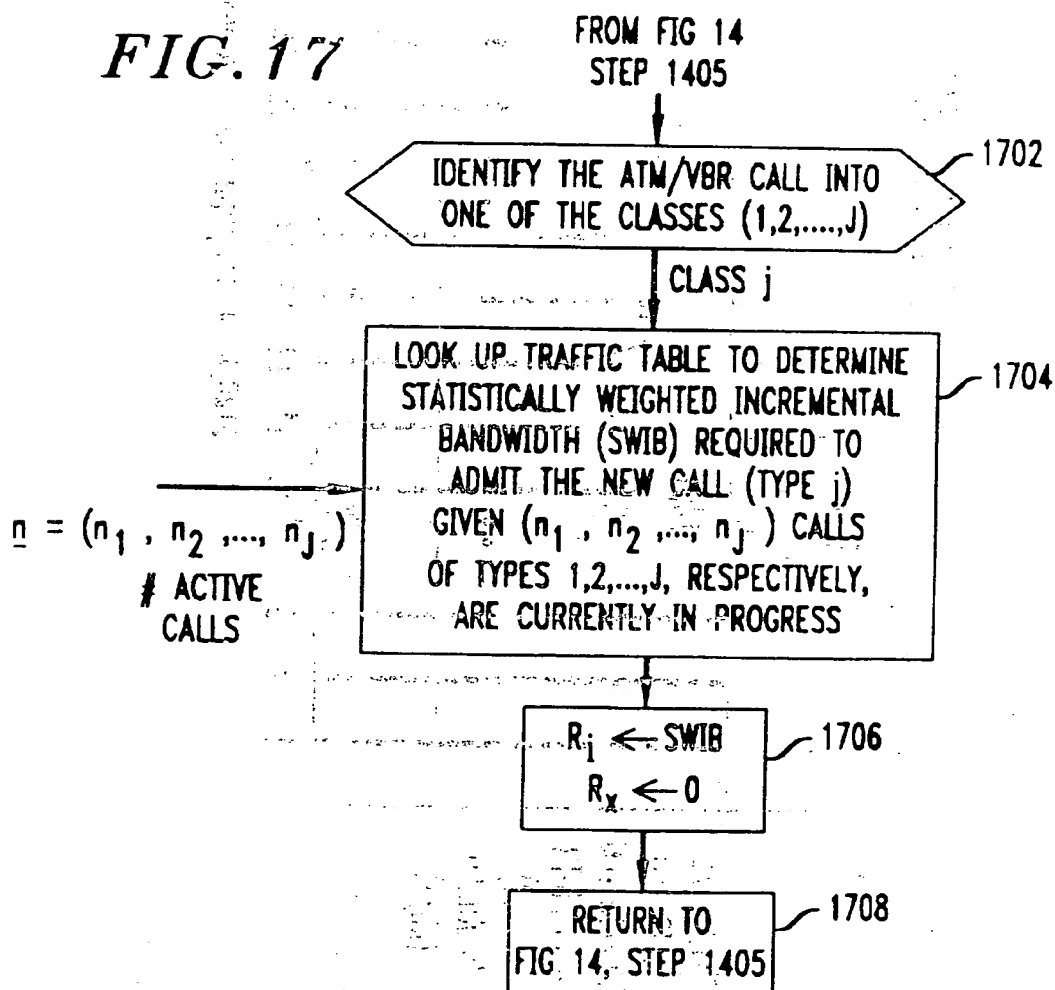 FIG. 17
FROM FIG 14
STEP 1405
IDENTIFY THE ATM/VBR CALL INTO
ONE OF THE CLASSES (1,2,....,J)
1702
CLASS j
LOOK UP TRAFFIC TABLE TO DETERMINE
STATISTICALLY WEIGHTED INCREMENTAL
BANDWIDTH (SWIB) REQUIRED TO
ADMIT THE NEW CALL (TYPE j)
GIVEN (n1 , n2 ,..., nJ ) CALLS
OF TYPES 1,2,...,J, RESPECTIVELY,
ARE CURRENTLY IN PROGRESS
1704
n = (n1 , n2 ,..., nJ )
# ACTIVE
CALLS
Ri ← SWIB
Rx ← 0
1706
RETURN TO
FIG 14, STEP 1405
1708